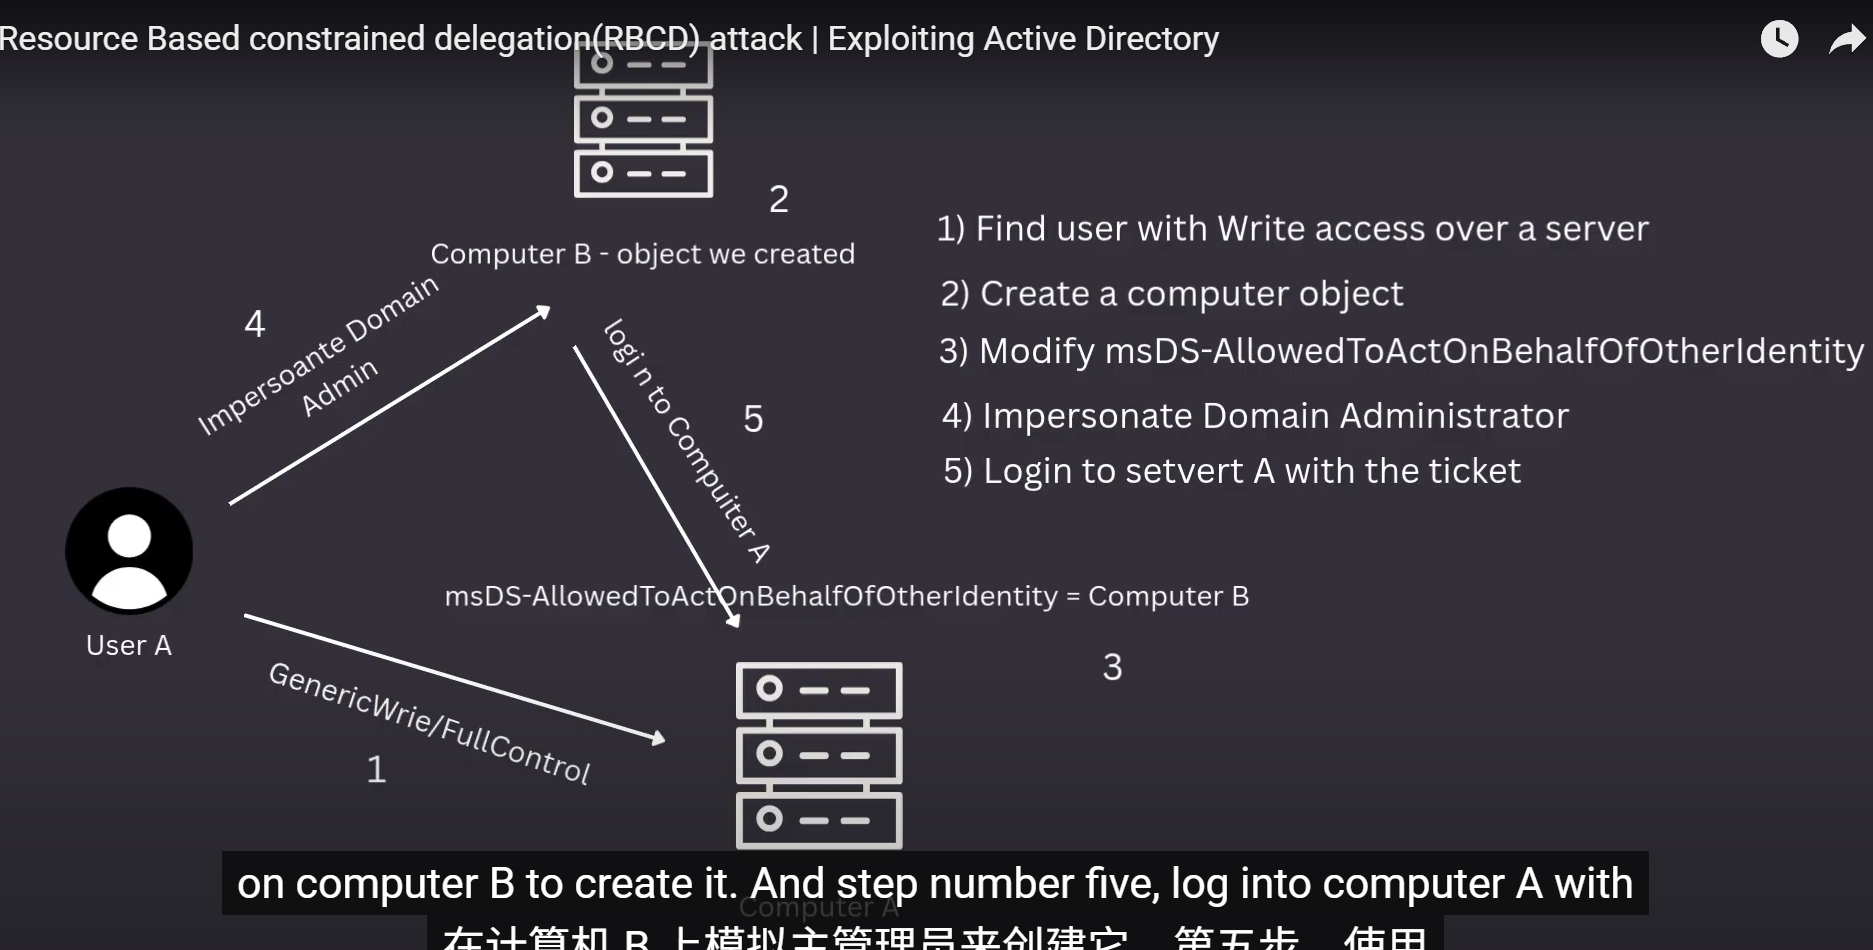 Resource Based constrained delegation(RBCD) attack | Exploiting Active Directory
2
Computer B - object we created
1) Find user with Write access over a server
2) Create a computer object
3) Modify msDS-AllowedToActOnBehalfOfOtherIdentity
4) Impersonate Domain Administrator
5) Login to setvert A with the ticket
4
Impersoante Domain
Admin
logi n to Compuiter A
5
msDS-AllowedToActOnBehalfOfOtherIdentity = Computer B
User A
3
GenericWrie/FullControl
1
Computer A
on computer B to create it. And step number five, log into computer A with
在计算机 B 上模拟主管理员来创建它。第五步，使用